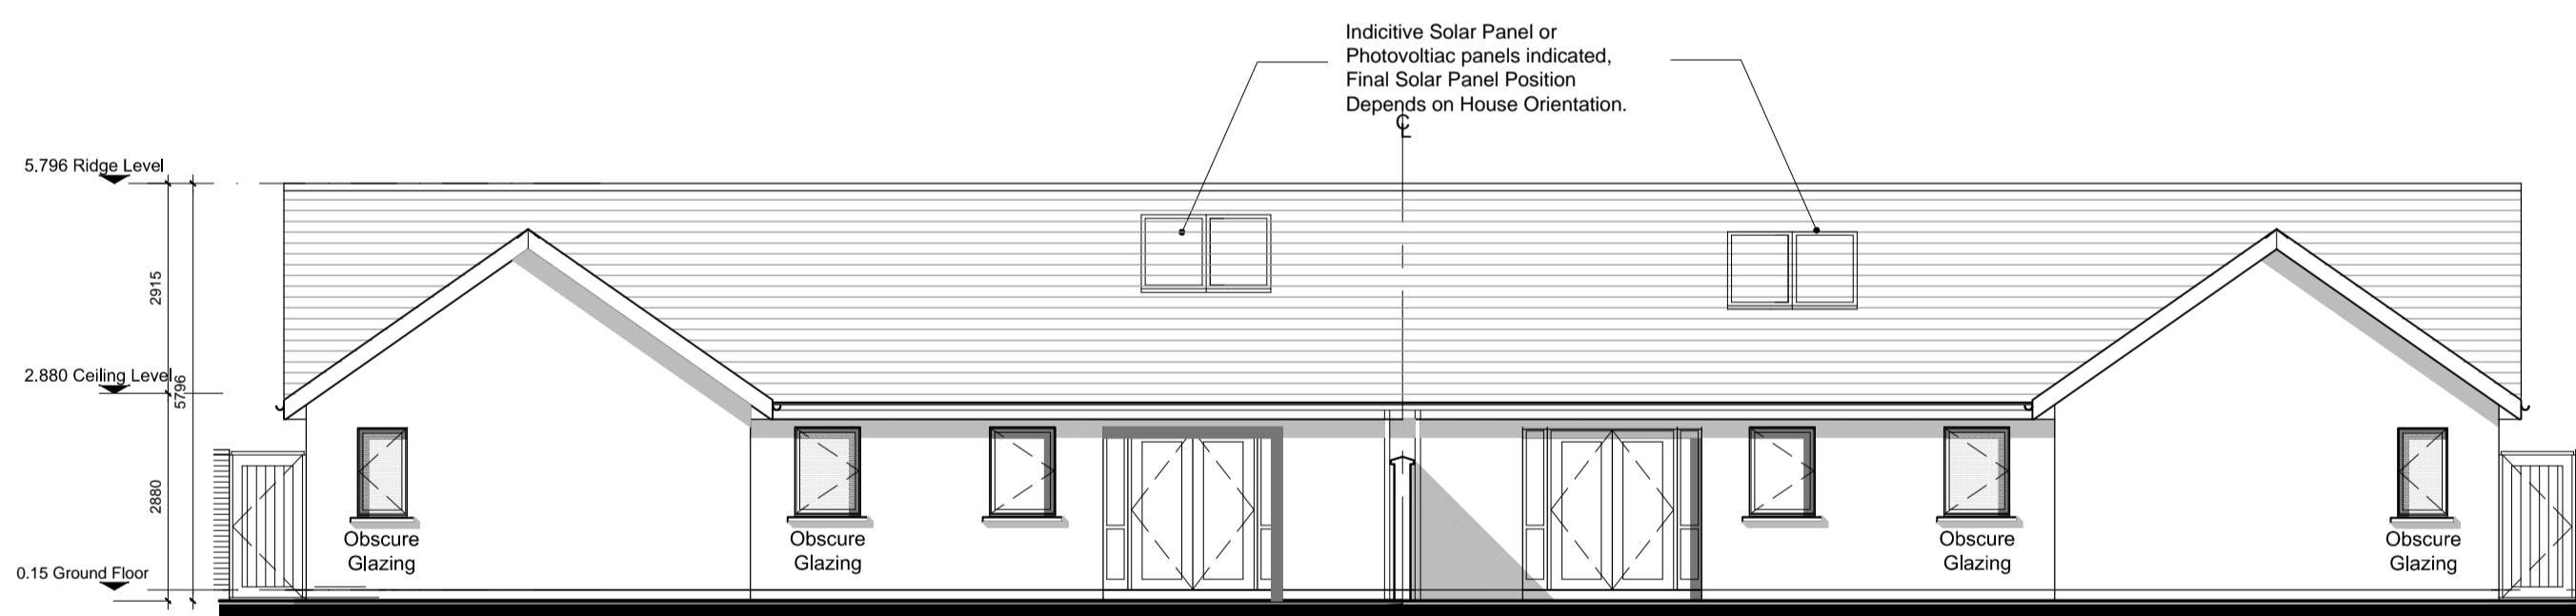 Indicitive Solar Panel or
Photovoltiac panels indicated,
Final Solar Panel Position
Depends on House Orientation.
℄
5.796 Ridge Level
2915
2.880 Ceiling Level
5796
2880
0.15 Ground Floor
Obscure
Glazing
Obscure
Glazing
Obscure
Glazing
Obscure
Glazing